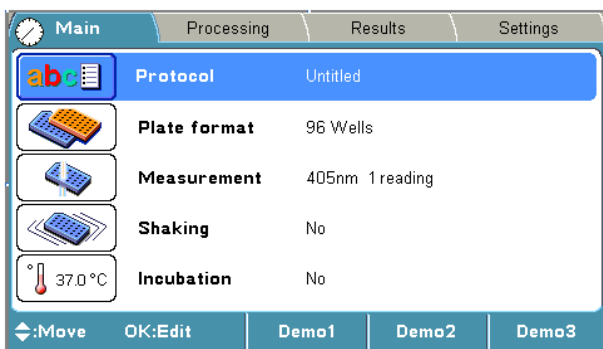 Main Processing Results Settings
abc Protocol Untitled
Plate format 96 Wells
Measurement 405nm 1 reading
Shaking No
37.0°C Incubation No
:Move OK:Edit Demo1 Demo2 Demo3